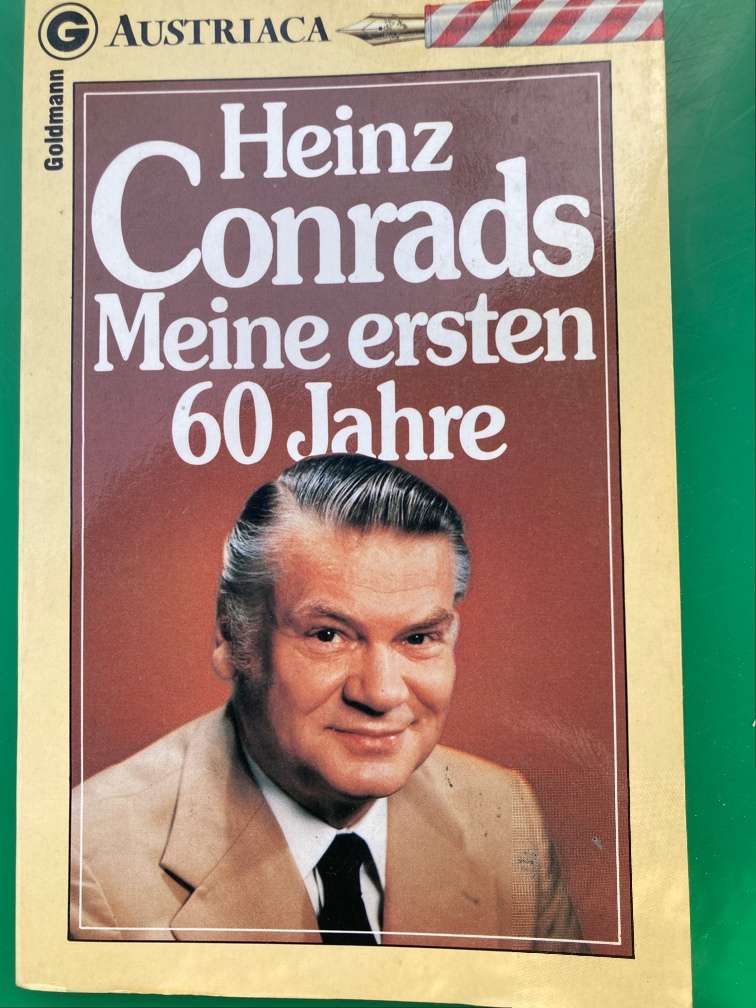 G AUSTRIACA
Goldmann
Heinz
Conrads
Meine ersten
60 Jahre